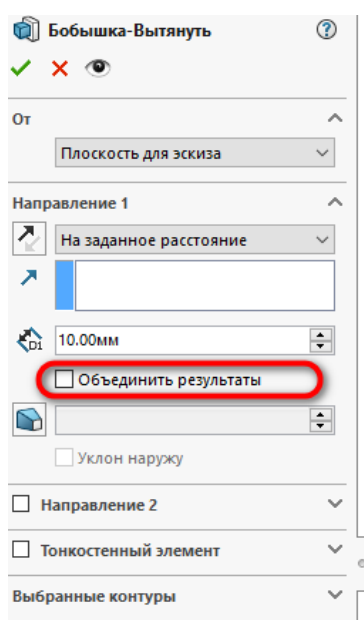 Бобышка-Вытянуть
От
Плоскость для эскиза
Направление 1
На заданное расстояние
D1
10.00мм
Объединить результаты
Уклон наружу
Направление 2
Тонкостенный элемент
Выбранные контуры